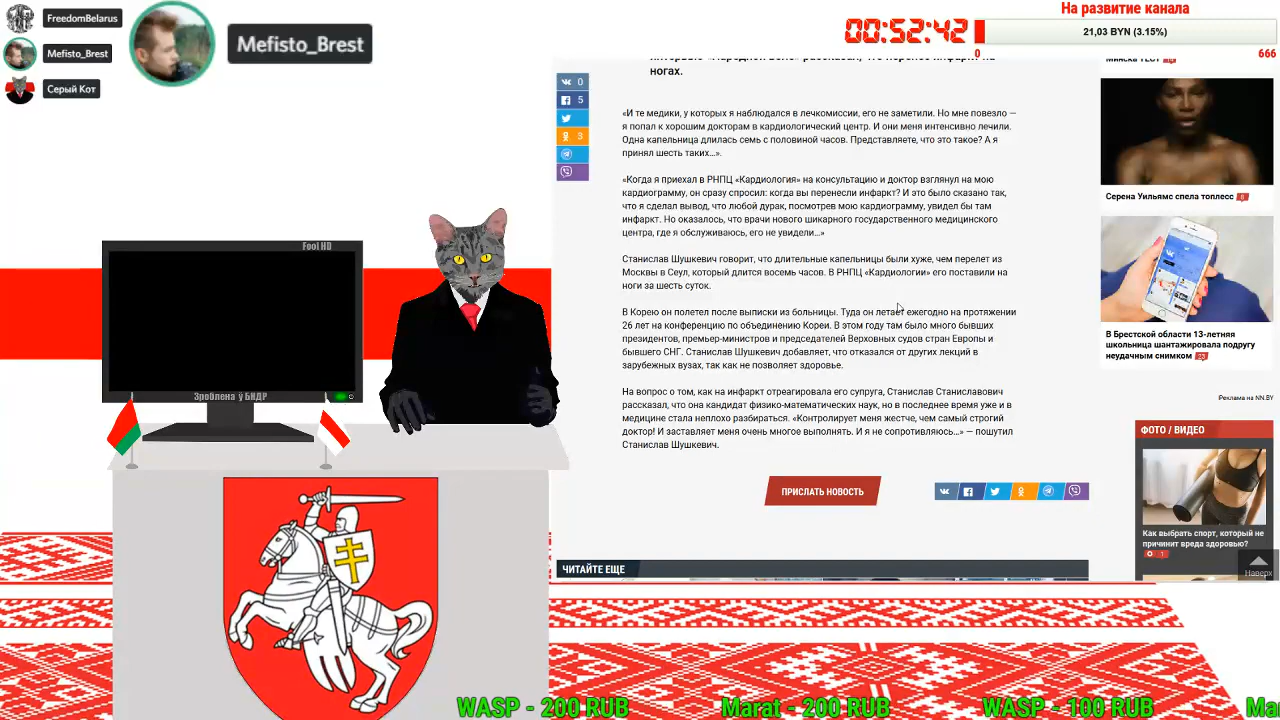 FreedomBelarus
Mefisto_Brest
Серый Кот
Mefisto_Brest
00:52:42
На развитие канала
21,03 BYN (3.15%)
0
666
ногах.
0
5
3
«И те медики, у которых я наблюдался в лечкомиссии, его не заметили. Но мне повезло —
я попал к хорошим докторам в кардиологический центр. И они меня интенсивно лечили.
Одна капельница длилась семь с половиной часов. Представляете, что это такое? А я
принял шесть таких...».
«Когда я приехал в РНПЦ «Кардиология» на консультацию и доктор взглянул на мою
кардиограмму, он сразу спросил: когда вы перенесли инфаркт? И это было сказано так,
что я сделал вывод, что любой дурак, посмотрев мою кардиограмму, увидел бы там
инфаркт. Но оказалось, что врачи нового шикарного государственного медицинского
центра, где я обслуживаюсь, его не увидели...»
Станислав Шушкевич говорит, что длительные капельницы были хуже, чем перелет из
Москвы в Сеул, который длится восемь часов. В РНПЦ «Кардиологии» его поставили на
ноги за шесть суток.
В Корею он полетел после выписки из больницы. Туда он летает ежегодно на протяжении
26 лет на конференцию по объединению Кореи. В этом году там было много бывших
президентов, премьер-министров и председателей Верховных судов стран Европы и
бывшего СНГ. Станислав Шушкевич добавляет, что отказался от других лекций в
зарубежных вузах, так как не позволяет здоровье.
На вопрос о том, как на инфаркт отреагировала его супруга, Станислав Станиславович
рассказал, что она кандидат физико-математических наук, но в последнее время уже и в
медицине стала неплохо разбираться. «Контролирует меня жестче, чем самый строгий
доктор! И заставляет меня очень многое выполнять. И я не сопротивляюсь...» — пошутил
Станислав Шушкевич.
ПРИСЛАТЬ НОВОСТЬ
ЧИТАЙТЕ ЕЩЕ
Серена Уильямс спела топлесс
В Брестской области 13-летняя
школьница шантажировала подругу
неудачным снимком
Реклама на NN.BY
ФОТО / ВИДЕО
Как выбрать спорт, который не
причинит вреда здоровью?
1
Наверх
Fool HD
Зроблена ў БНДР
WASP - 200 RUB
Marat - 200 RUB
WASP - 100 RUB
Ma